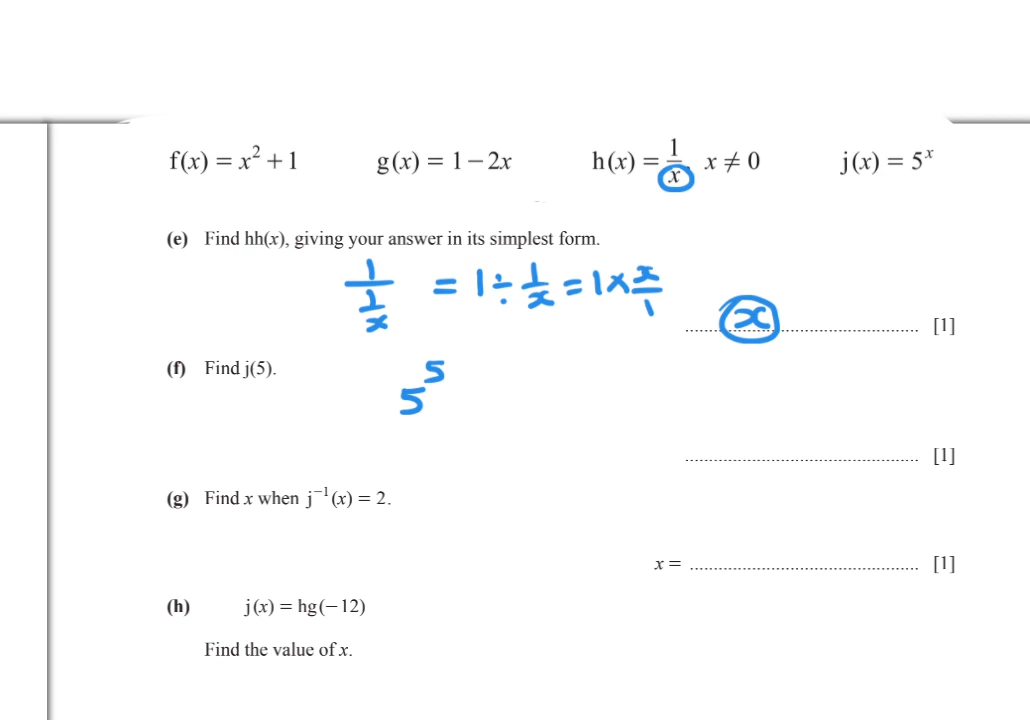 f(x) = x² + 1 g(x) = 1 − 2x h(x) = 1/x, x ≠ 0 j(x) = 5ˣ
(e) Find hh(x), giving your answer in its simplest form.
1/(1/x) = 1 ÷ 1/x = 1 × x/1
x [1]
(f) Find j(5).
5⁵
[1]
(g) Find x when j⁻¹(x) = 2.
x = ................................................ [1]
(h) j(x) = hg(−12)
Find the value of x.